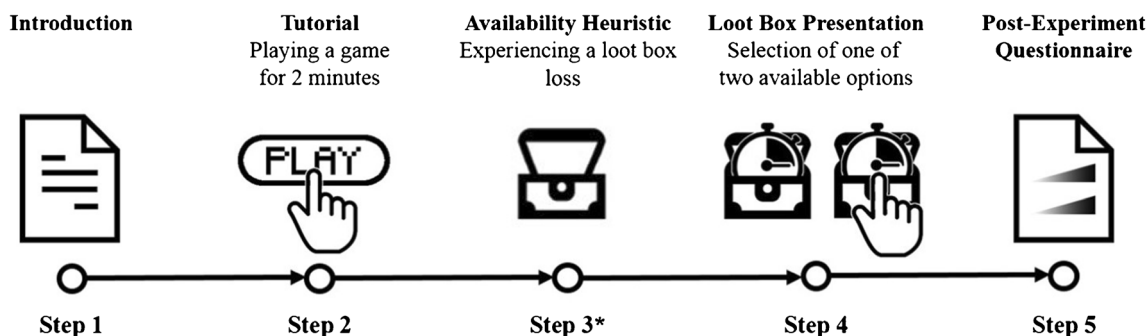 Introduction
Tutorial
Playing a game
for 2 minutes
Availability Heuristic
Experiencing a loot box
loss
Loot Box Presentation
Selection of one of
two available options
Post-Experiment
Questionnaire
PLAY
Step 1
Step 2
Step 3*
Step 4
Step 5